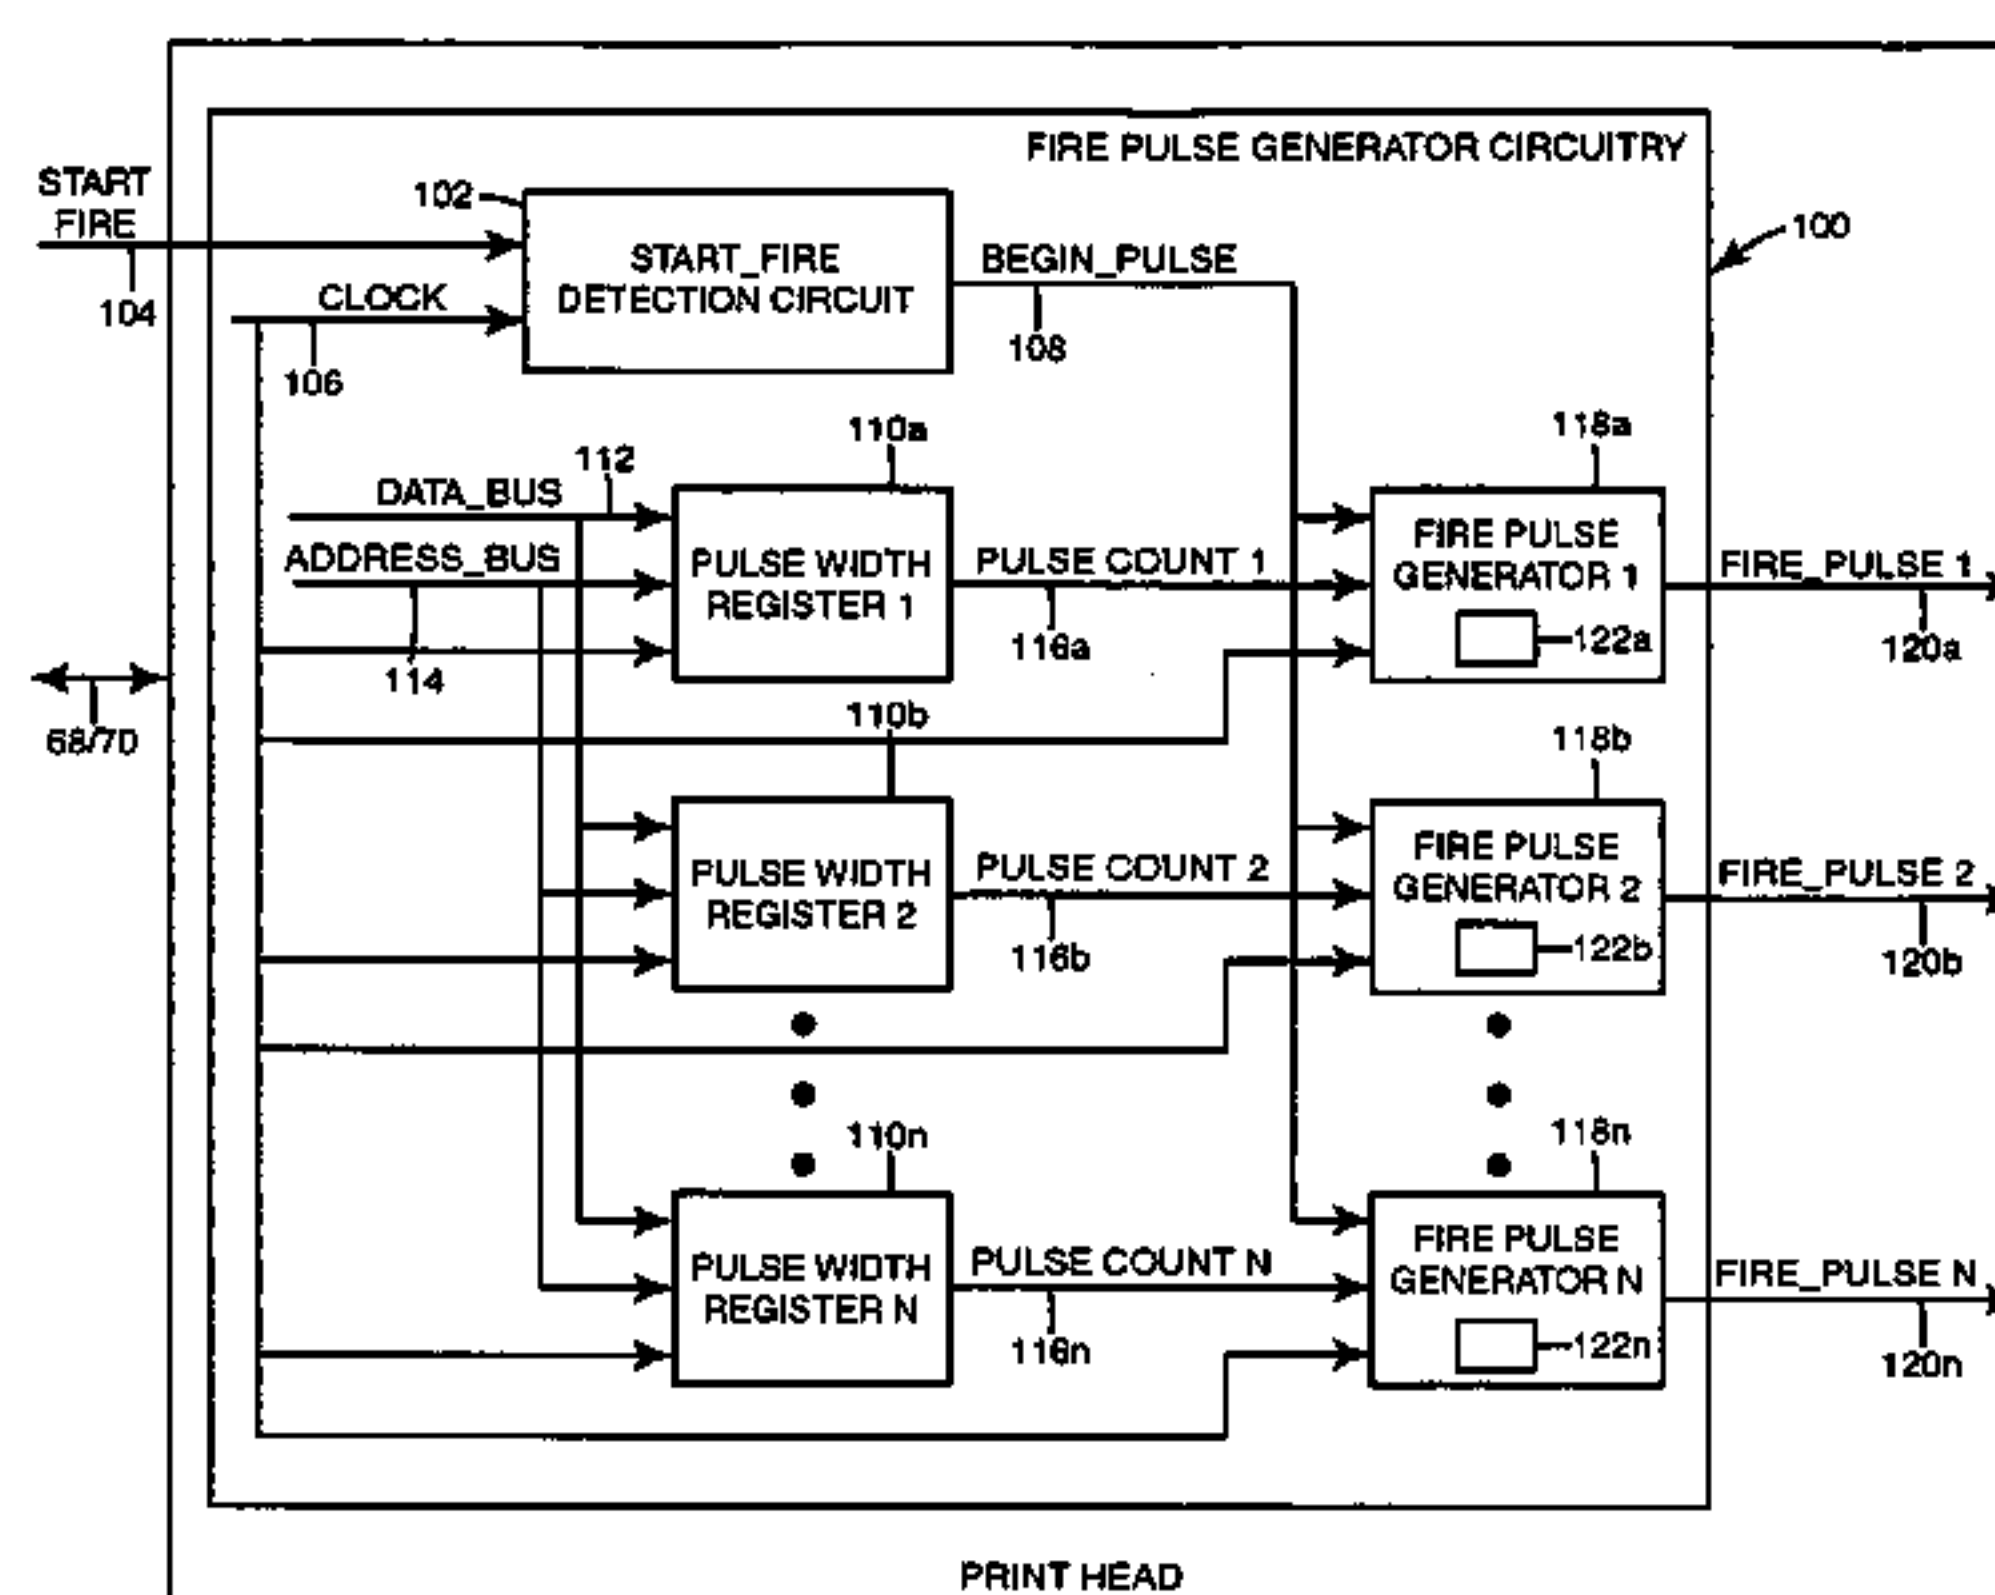 FIRE PULSE GENERATOR CIRCUITRY
START
FIRE
104
102
START_FIRE
DETECTION CIRCUIT
CLOCK
106
BEGIN_PULSE
108
100
DATA_BUS
112
ADDRESS_BUS
114
110a
PULSE WIDTH
REGISTER 1
PULSE COUNT 1
116a
118a
FIRE PULSE
GENERATOR 1
122a
FIRE_PULSE 1
120a
68/70
110b
PULSE WIDTH
REGISTER 2
PULSE COUNT 2
116b
118b
FIRE PULSE
GENERATOR 2
122b
FIRE_PULSE 2
120b
110n
PULSE WIDTH
REGISTER N
PULSE COUNT N
116n
118n
FIRE PULSE
GENERATOR N
122n
FIRE_PULSE N
120n
PRINT HEAD